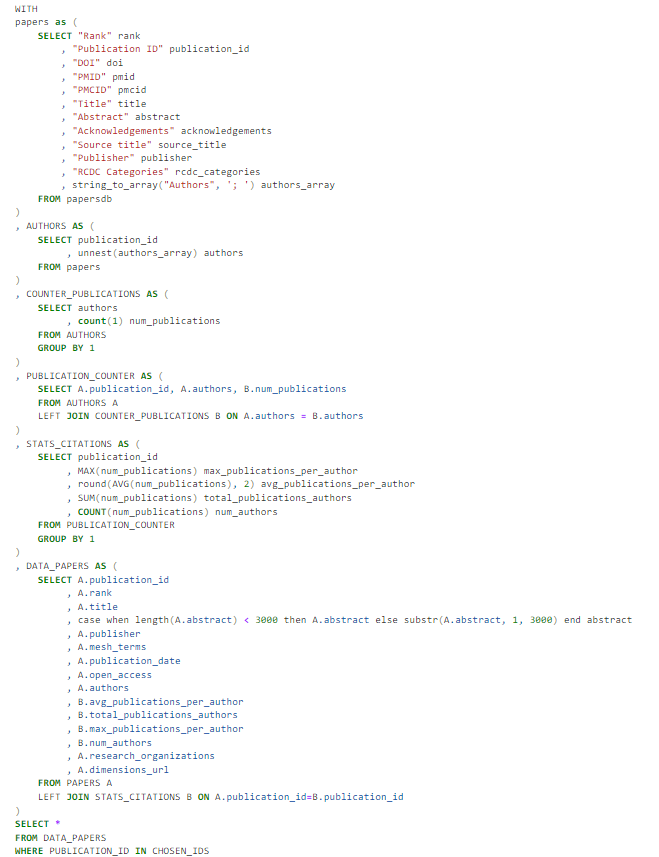 WITH
papers as (
    SELECT "Rank" rank
         , "Publication ID" publication_id
         , "DOI" doi
         , "PMID" pmid
         , "PMCID" pmcid
         , "Title" title
         , "Abstract" abstract
         , "Acknowledgements" acknowledgements
         , "Source title" source_title
         , "Publisher" publisher
         , "RCDC Categories" rcdc_categories
         , string_to_array("Authors", '; ') authors_array
    FROM papersdb
)
, AUTHORS AS (
    SELECT publication_id
          , unnest(authors_array) authors
    FROM papers
)
, COUNTER_PUBLICATIONS AS (
    SELECT authors
          , count(1) num_publications
    FROM AUTHORS
    GROUP BY 1
)
, PUBLICATION_COUNTER AS (
    SELECT A.publication_id, A.authors, B.num_publications
    FROM AUTHORS A
    LEFT JOIN COUNTER_PUBLICATIONS B ON A.authors = B.authors
)
, STATS_CITATIONS AS (
    SELECT publication_id
          , MAX(num_publications) max_publications_per_author
          , round(AVG(num_publications), 2) avg_publications_per_author
          , SUM(num_publications) total_publications_authors
          , COUNT(num_publications) num_authors
    FROM PUBLICATION_COUNTER
    GROUP BY 1
)
, DATA_PAPERS AS (
    SELECT A.publication_id
          , A.rank
          , A.title
          , case when length(A.abstract) < 3000 then A.abstract else substr(A.abstract, 1, 3000) end abstract
          , A.publisher
          , A.mesh_terms
          , A.publication_date
          , A.open_access
          , A.authors
          , B.avg_publications_per_author
          , B.total_publications_authors
          , B.max_publications_per_author
          , B.num_authors
          , A.research_organizations
          , A.dimensions_url
    FROM PAPERS A
    LEFT JOIN STATS_CITATIONS B ON A.publication_id=B.publication_id
)
SELECT *
FROM DATA_PAPERS
WHERE PUBLICATION_ID IN CHOSEN_IDS